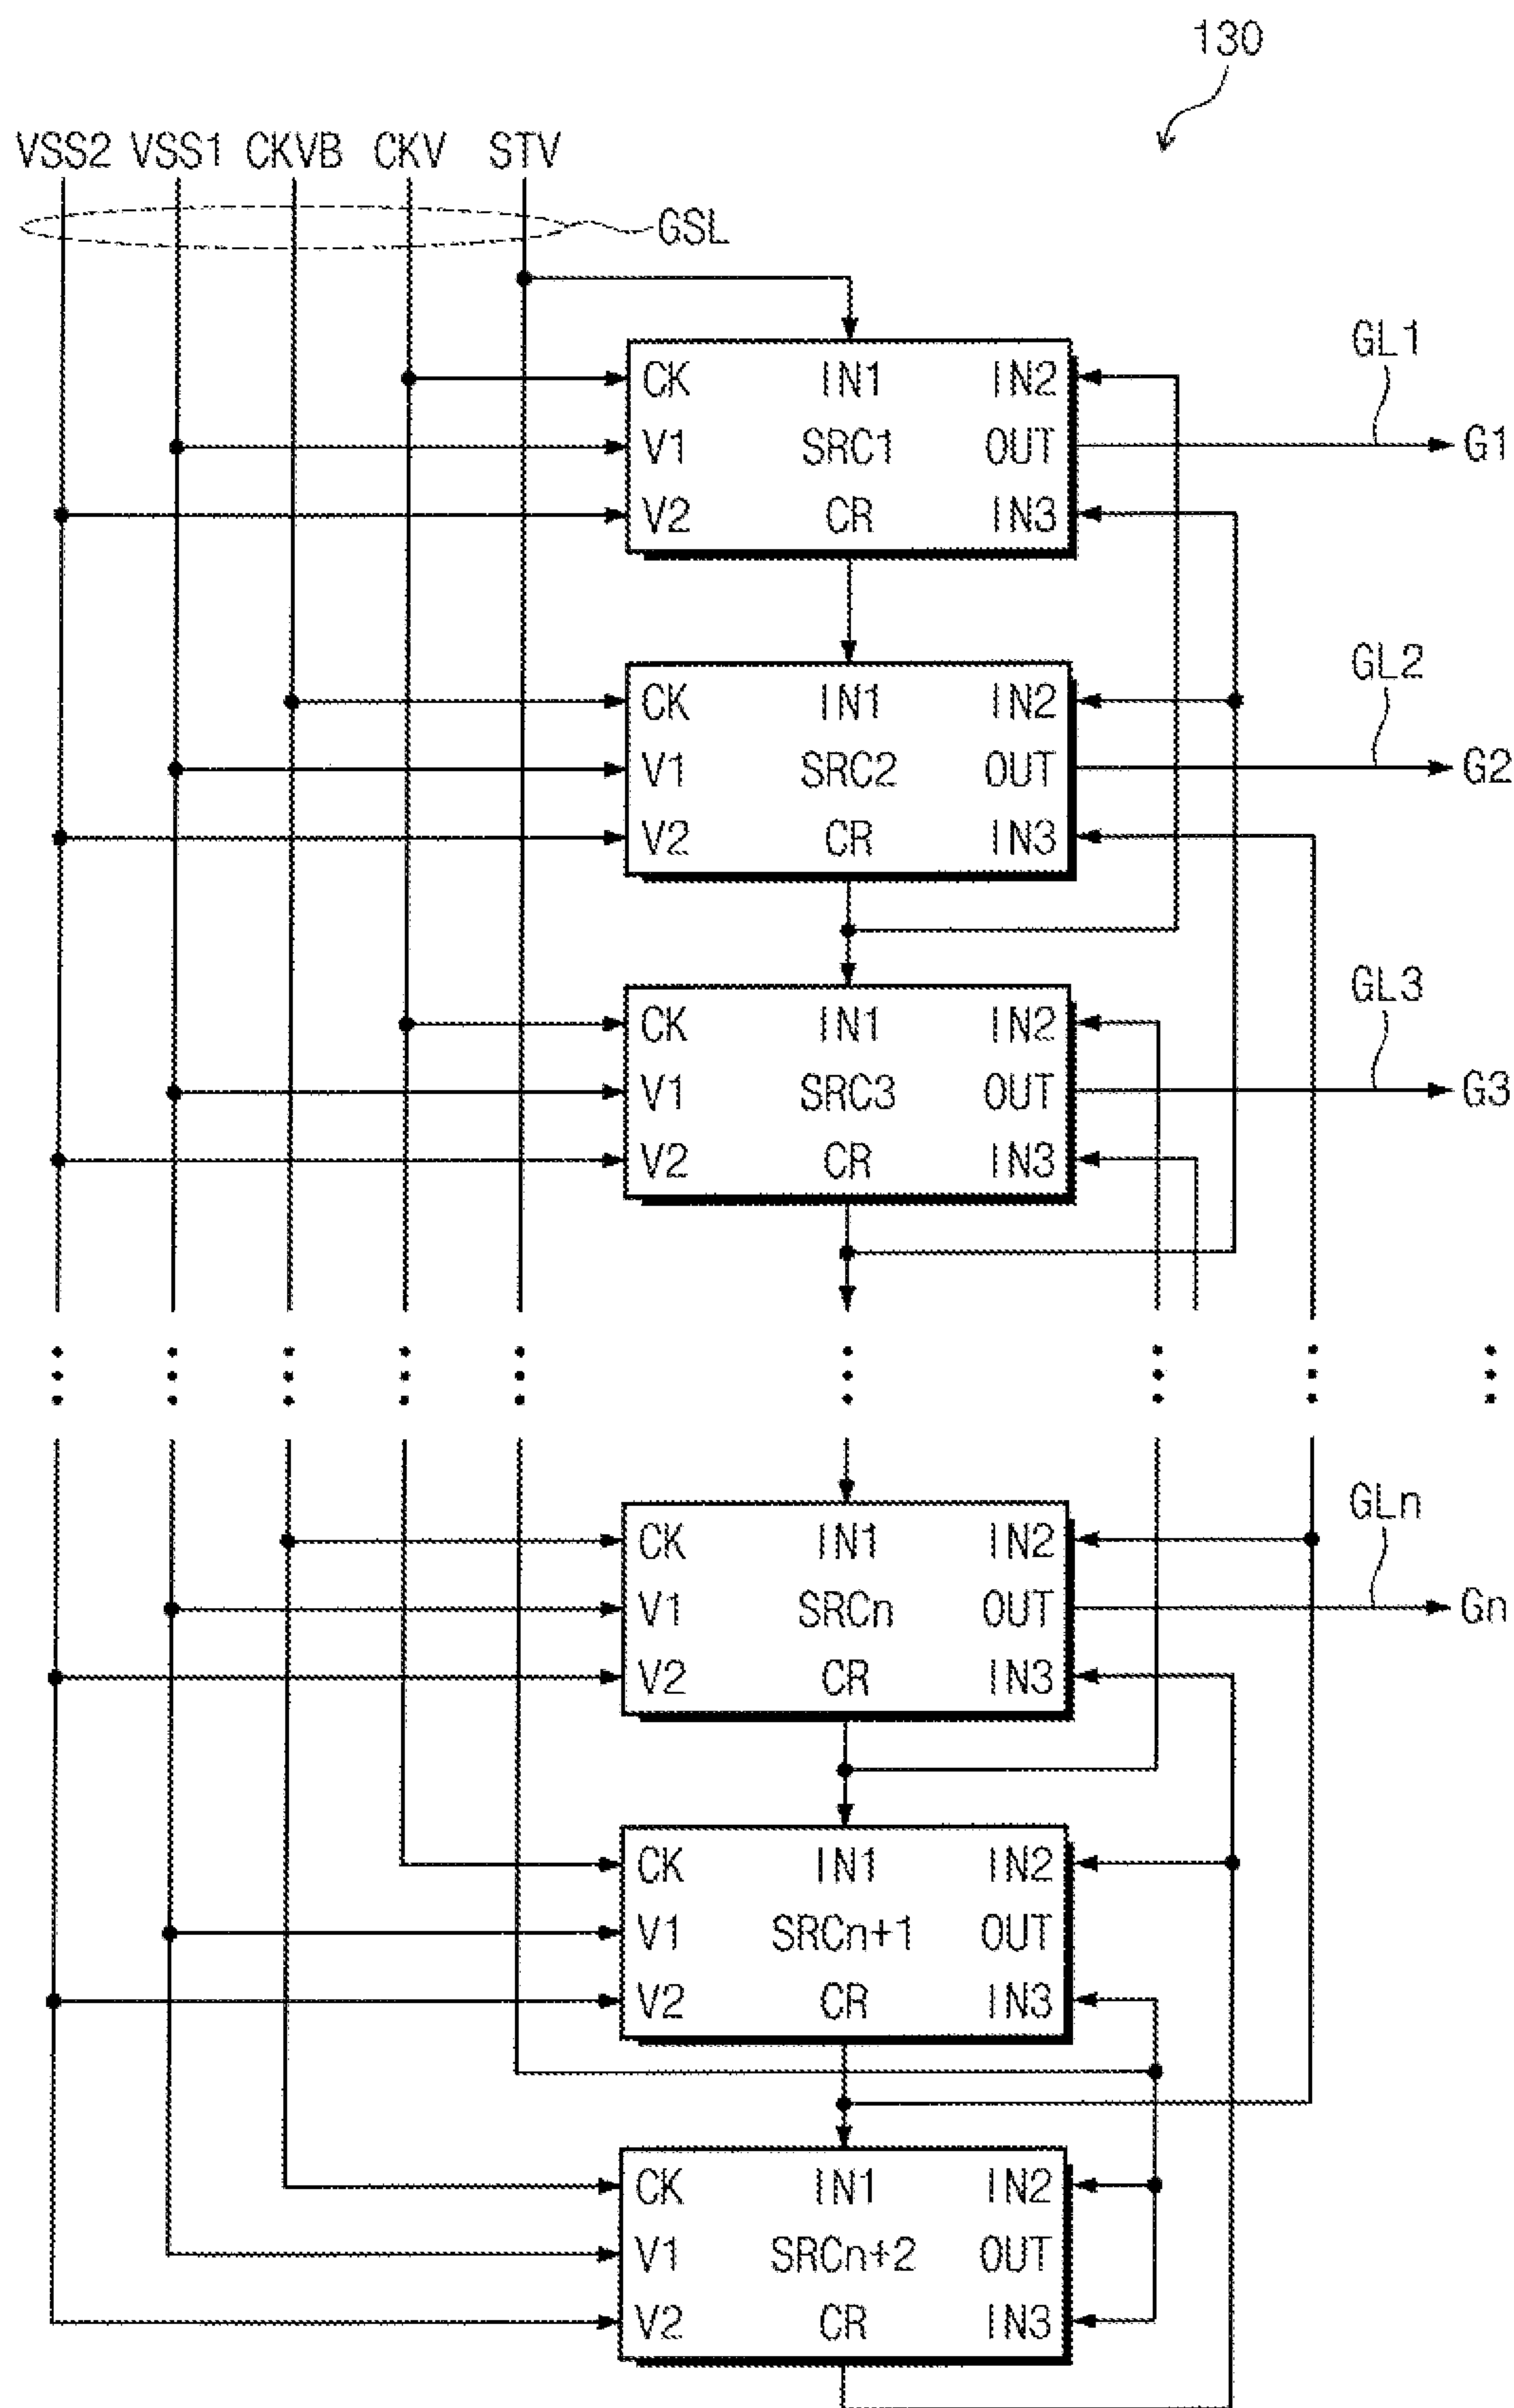 130
VSS2 VSS1 CKVB CKV STV
GSL
GL1
CK IN1 IN2
V1 SRC1 OUT G1
V2 CR IN3
GL2
CK IN1 IN2
V1 SRC2 OUT G2
V2 CR IN3
GL3
CK IN1 IN2
V1 SRC3 OUT G3
V2 CR IN3
GLn
CK IN1 IN2
V1 SRCn OUT Gn
V2 CR IN3
CK IN1 IN2
V1 SRCn+1 OUT
V2 CR IN3
CK IN1 IN2
V1 SRCn+2 OUT
V2 CR IN3